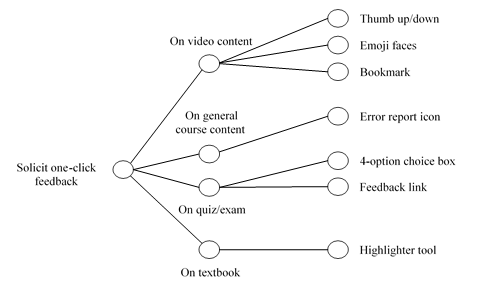 Solicit one-click
feedback
On video content
Thumb up/down
Emoji faces
Bookmark
On general
course content
Error report icon
On quiz/exam
4-option choice box
Feedback link
On textbook
Highlighter tool